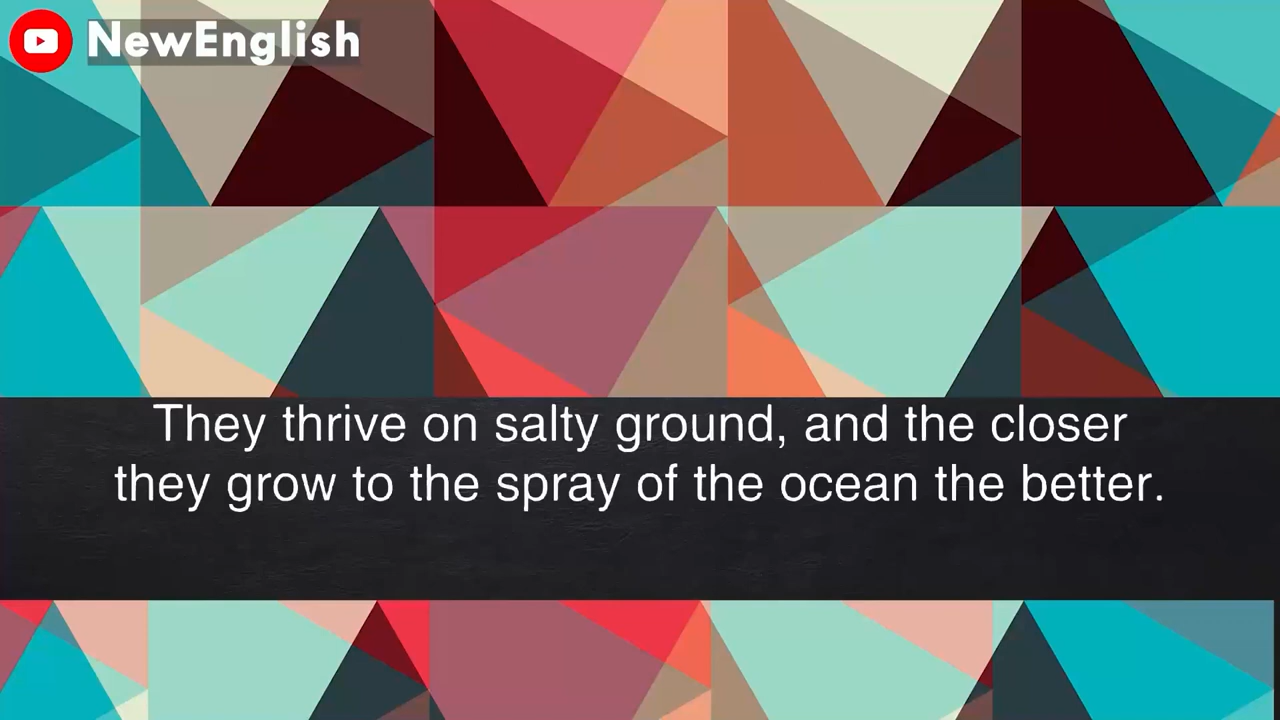 NewEnglish
They thrive on salty ground, and the closer
they grow to the spray of the ocean the better.